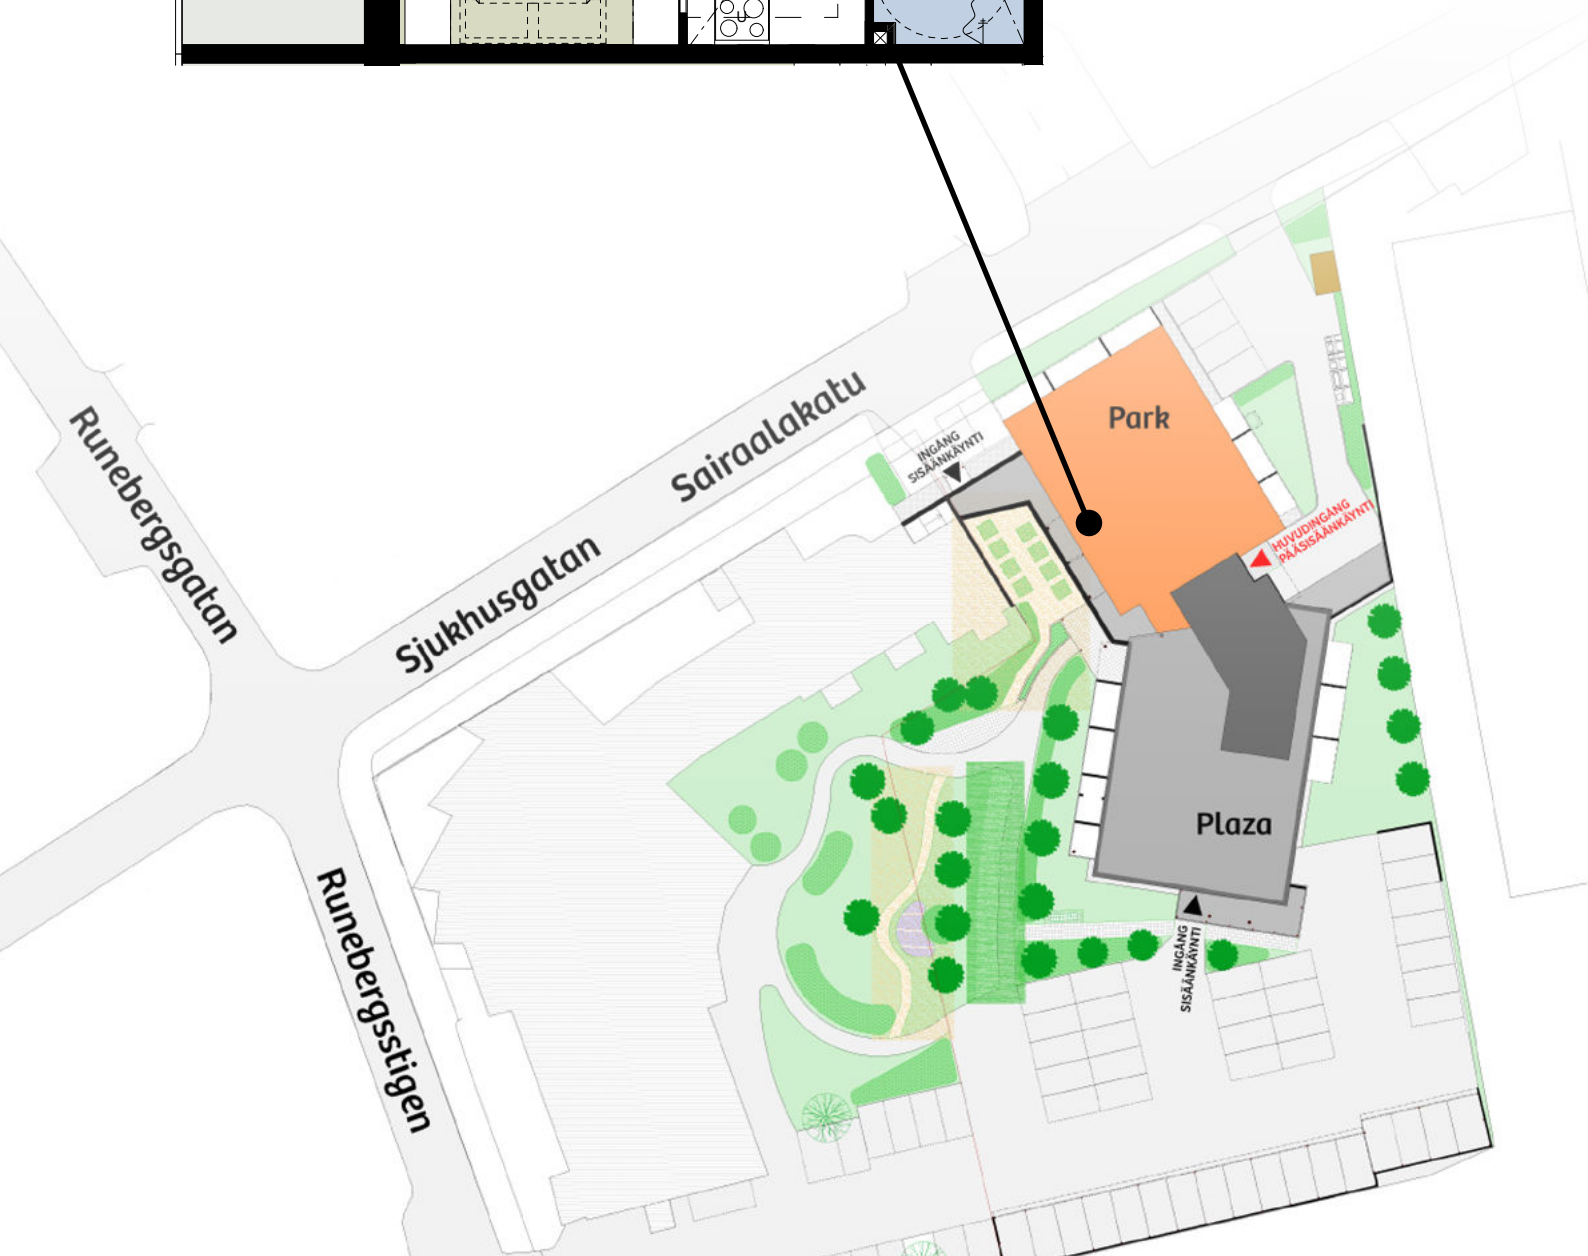 U
Park
INGÅNG
SISÄÄNKÄYNTI
Sairaalakatu
Runebergsgatan
HUVUDINGÅNG
PÄÄSISÄÄNKÄYNTI
Sjukhusgatan
Plaza
Runebergsstigen
INGÅNG
SISÄÄNKÄYNTI